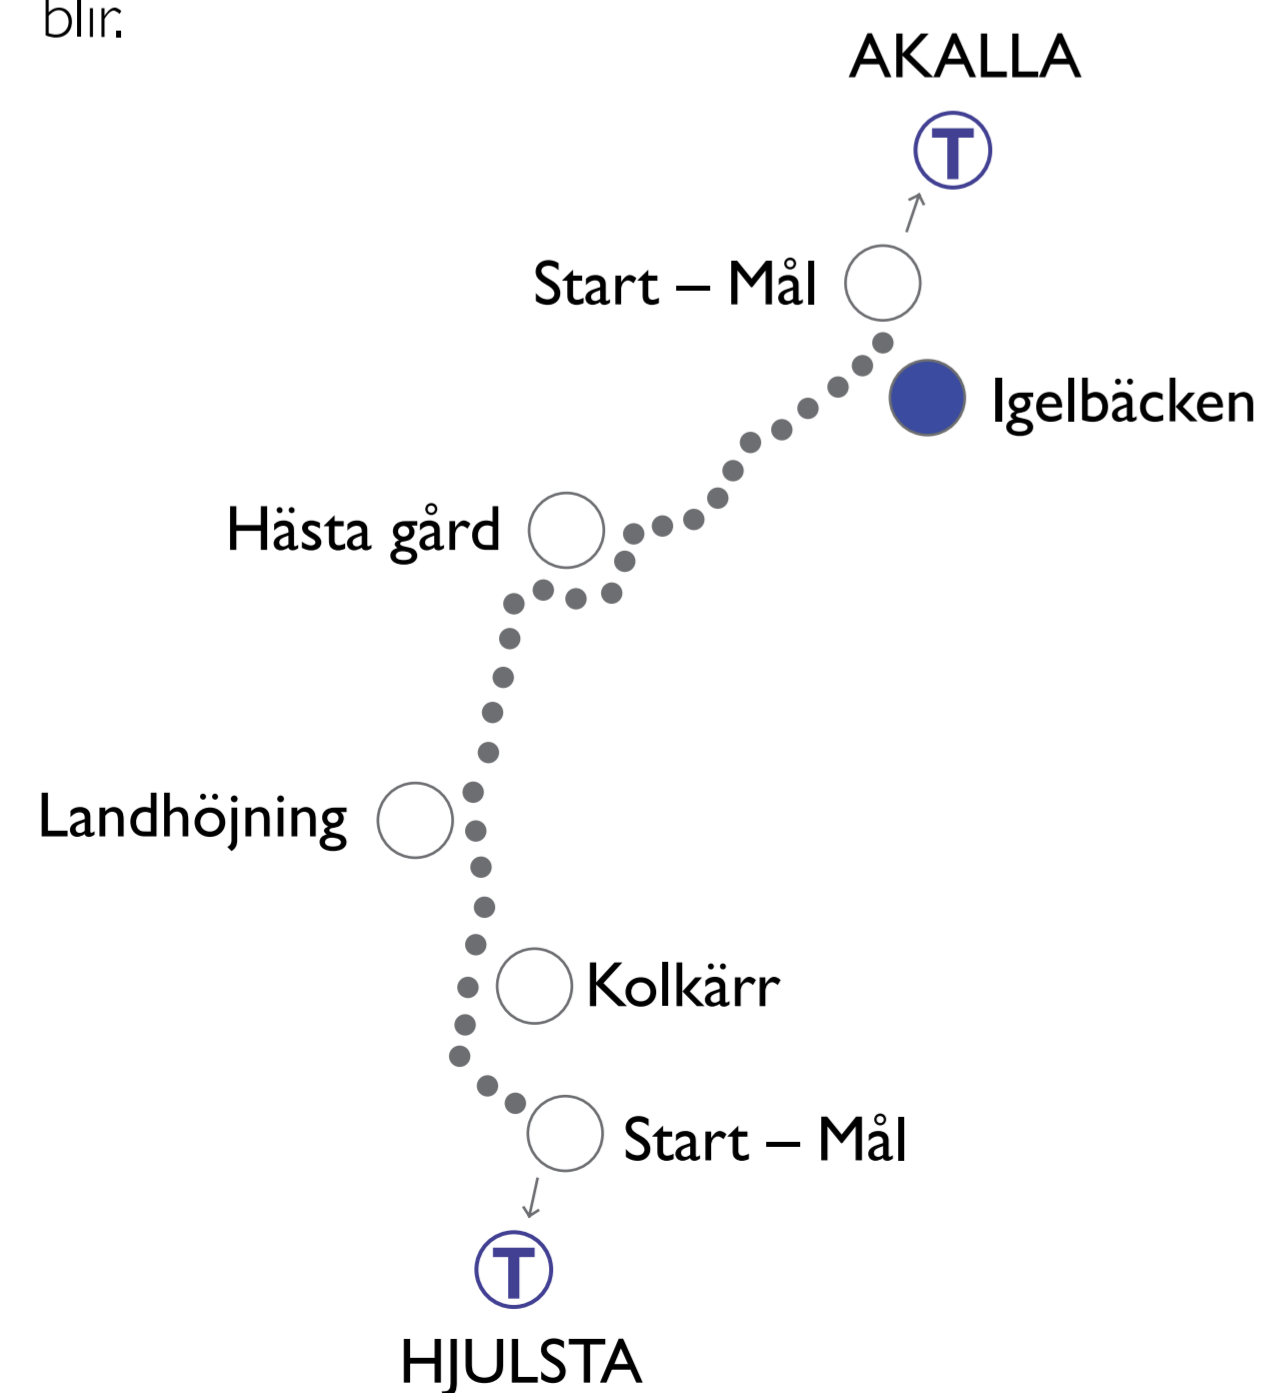 blir.
AKALLA
T
Start – Mål
Igelbäcken
Hästa gård
Landhöjning
Kolkärr
Start – Mål
T
HJULSTA